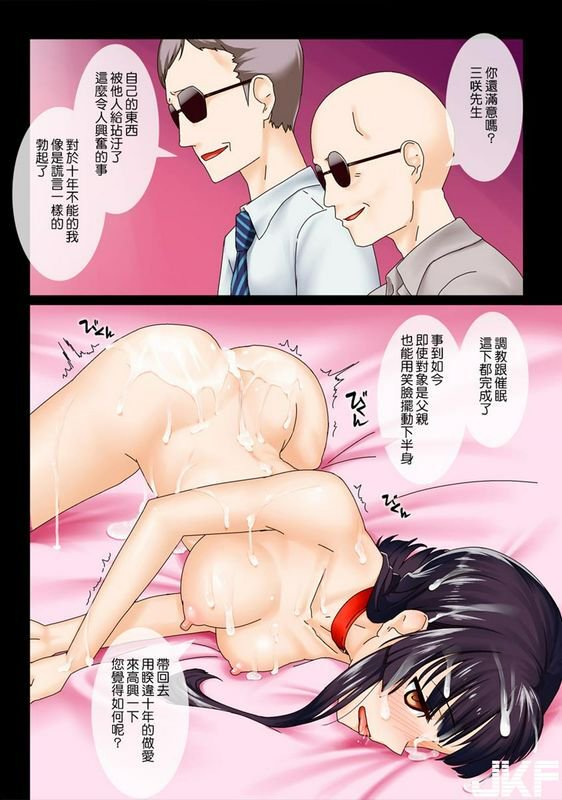 你還滿意嗎？
三咲先生
自己的東西
被他人給玷汙了
這麼令人興奮的事
對於十年不能的我
像是謊言一樣的
勃起了
調教跟催眠
這下都完成了
事到如今
即使對象是父親
也能用笑臉擺動下半身
びくん
びくん
びくん
帶回去
用睽違十年的做愛
來高興一下
您覺得如何呢？
JKF